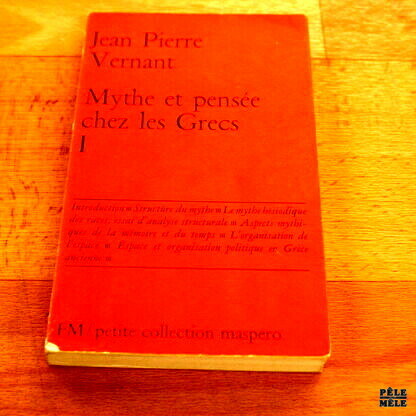 Jean Pierre
Vernant
Mythe et pensée
chez les Grecs
I
Introduction ■ Structure du mythe ■ Le mythe hésiodique
des races, essai d'analyse structurale ■ Aspects mythi-
ques de la mémoire et du temps ■ L'organisation de
l'espace ■ Espace et organisation politique en Grèce
ancienne ■
FM petite collection maspero
PÊLE
MÊLE